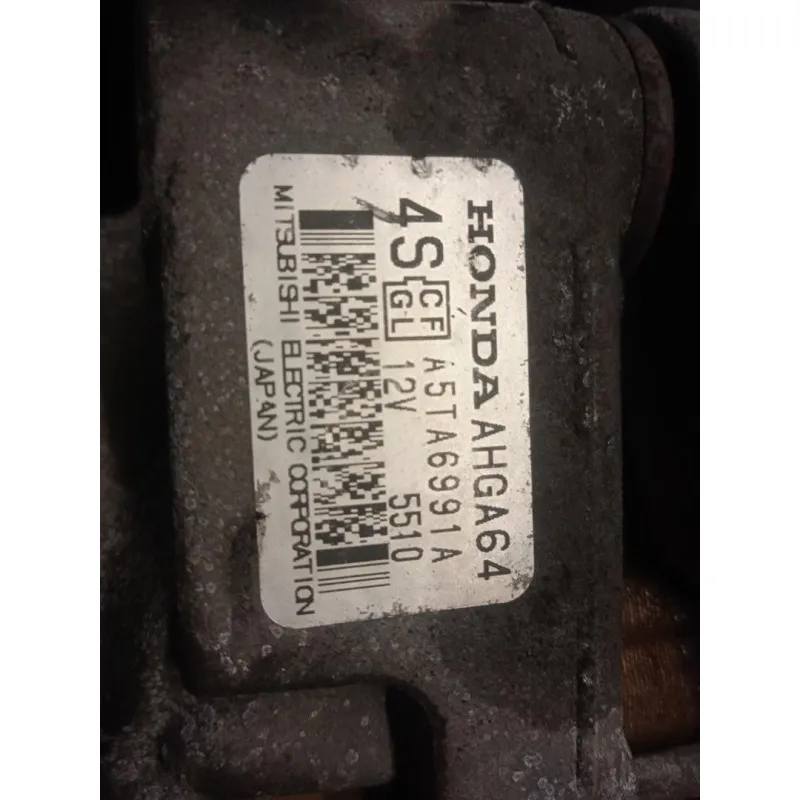 HONDA AHGA64
4S CF A5TA6991A
GL 12V 5510
MITSUBISHI ELECTRIC CORPORATION
(JAPAN)